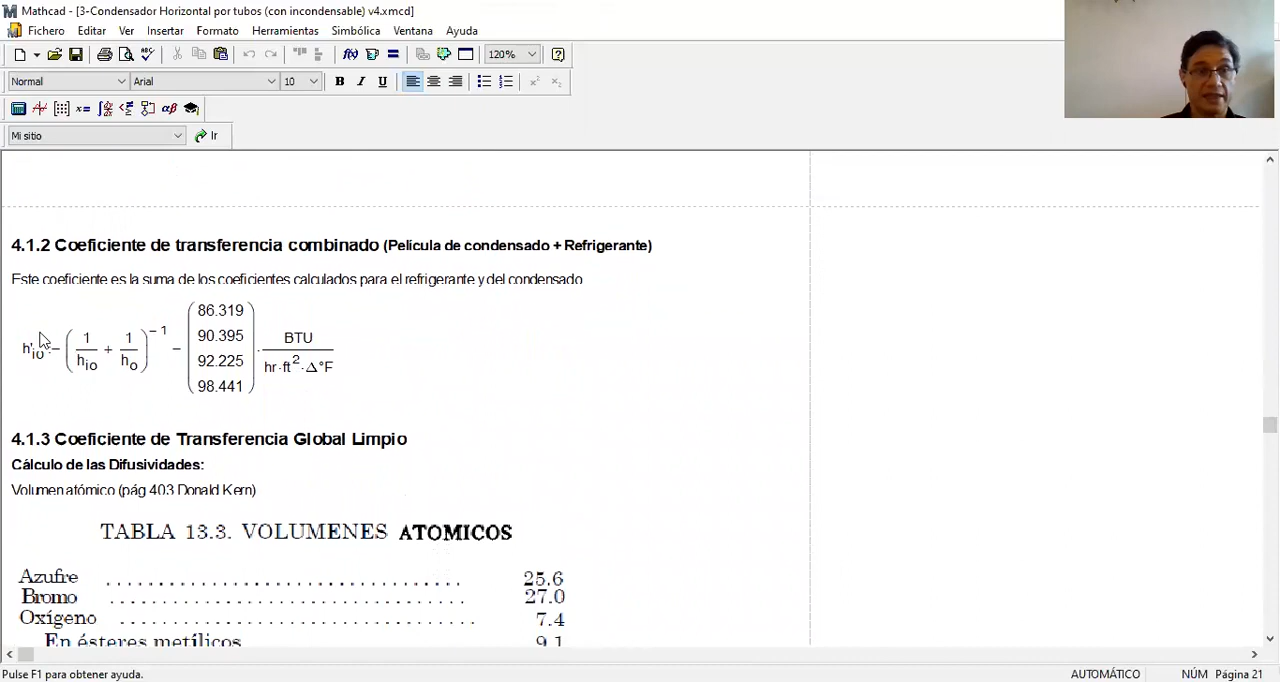 Mathcad - [3-Condensador Horizontal por tubos (con incondensable) v4.xmcd]
Fichero Editar Ver Insertar Formato Herramientas Simbólica Ventana Ayuda
120%
Normal Arial 10 B I U
Mi sitio Ir
4.1.2 Coeficiente de transferencia combinado (Pelicula de condensado + Refrigerante)
Este coeficiente es la suma de los coeficientes calculados para el refrigerante y del condensado
h'io := (1/hio + 1/ho)^-1 = (86.319 90.395 92.225 98.441) · BTU/(hr·ft²·Δ°F)
4.1.3 Coeficiente de Transferencia Global Limpio
Cálculo de las Difusividades:
Volumen atómico (pág 403 Donald Kern)
TABLA 13.3. VOLUMENES ATOMICOS
Azufre ................................. 25.6
Bromo ................................. 27.0
Oxígeno ................................ 7.4
En ésteres metílicos 9.1
Pulse F1 para obtener ayuda. AUTOMÁTICO NÚM Página 21